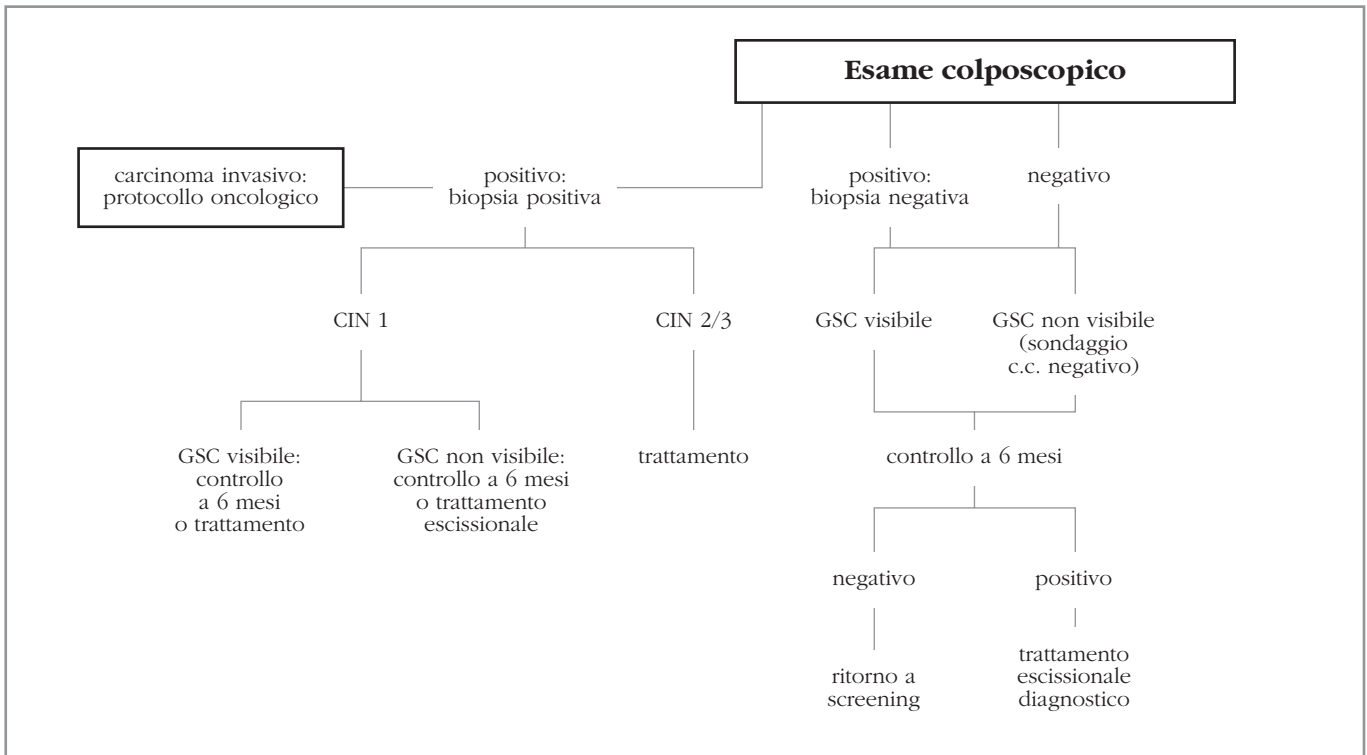 Esame colposcopico
carcinoma invasivo:
protocollo oncologico
positivo:
biopsia positiva
positivo:
biopsia negativa
negativo
CIN 1
CIN 2/3
GSC visibile
GSC non visibile
(sondaggio
c.c. negativo)
GSC visibile:
controllo
a 6 mesi
o trattamento
GSC non visibile:
controllo a 6 mesi
o trattamento
escissionale
trattamento
controllo a 6 mesi
negativo
positivo
ritorno a
screening
trattamento
escissionale
diagnostico